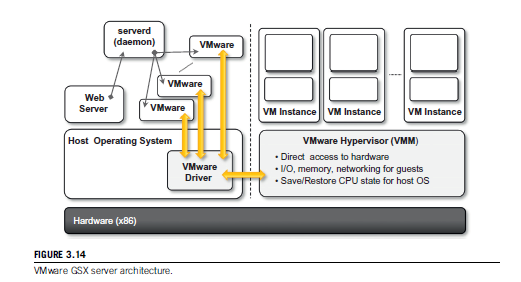 serverd
(daemon)
VMware
VMware
VMware
Web
Server
VM Instance
VM Instance
VM Instance
Host Operating System
VMware
Driver
VMware Hypervisor (VMM)
• Direct access to hardware
• I/O, memory, networking for guests
• Save/Restore CPU state for host OS
Hardware (x86)
FIGURE 3.14
VMware GSX server architecture.